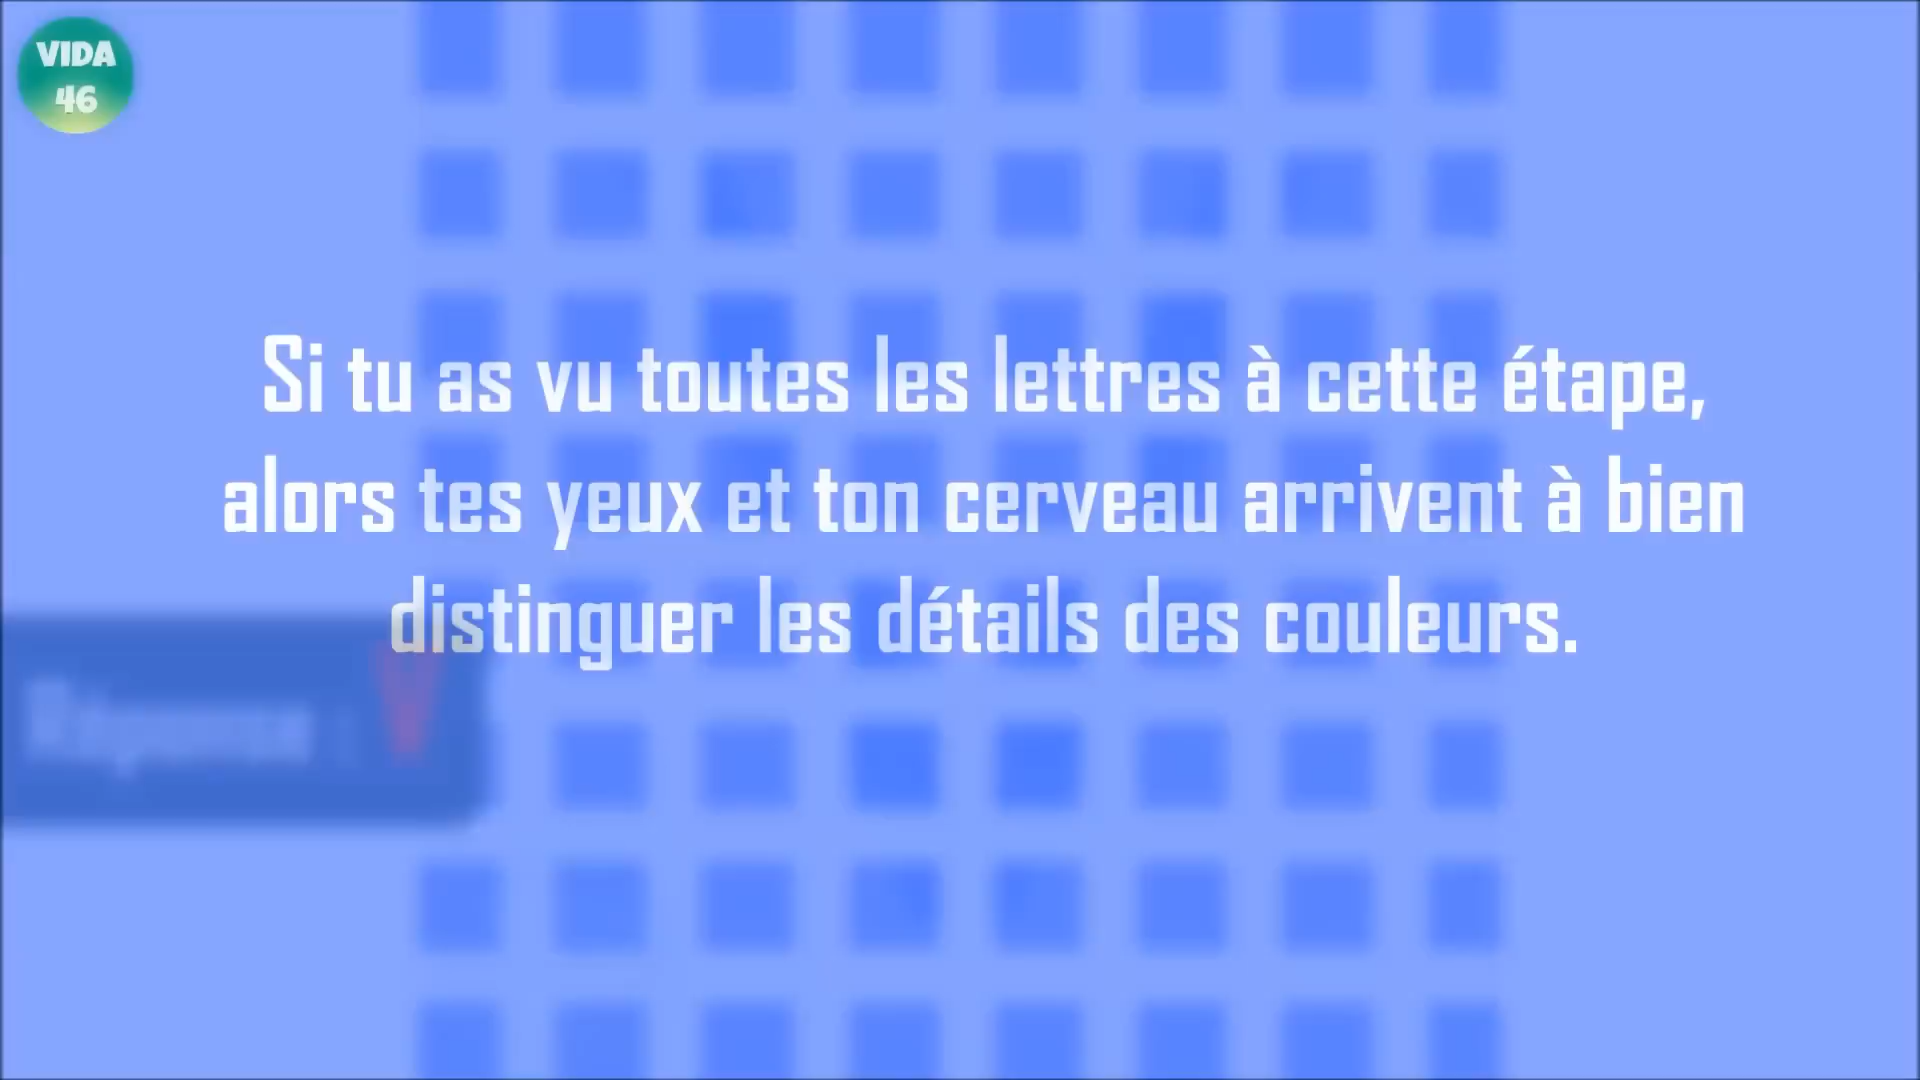 VIDA
46
Si tu as vu toutes les lettres à cette étape,
alors tes yeux et ton cerveau arrivent à bien
distinguer les détails des couleurs.
Réponse : V